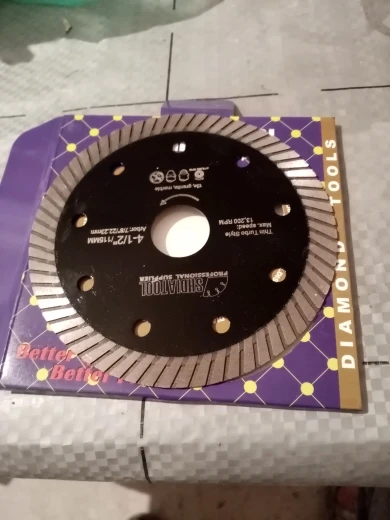 SHDIATOOL
PROFESSIONAL SUPPLIER
Thin Turbo Style
Max. speed:
13,200 RPM
4-1/2"/115MM
Arbor:7/8"/22.23mm
tile, granite, marble
DIAMOND TOOLS
Better
Better